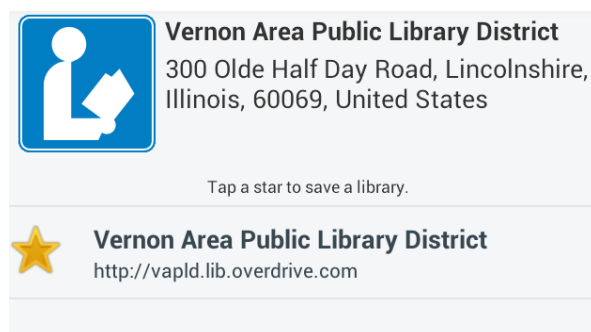 Vernon Area Public Library District
300 Olde Half Day Road, Lincolnshire,
Illinois, 60069, United States
Tap a star to save a library.
Vernon Area Public Library District
http://vapld.lib.overdrive.com